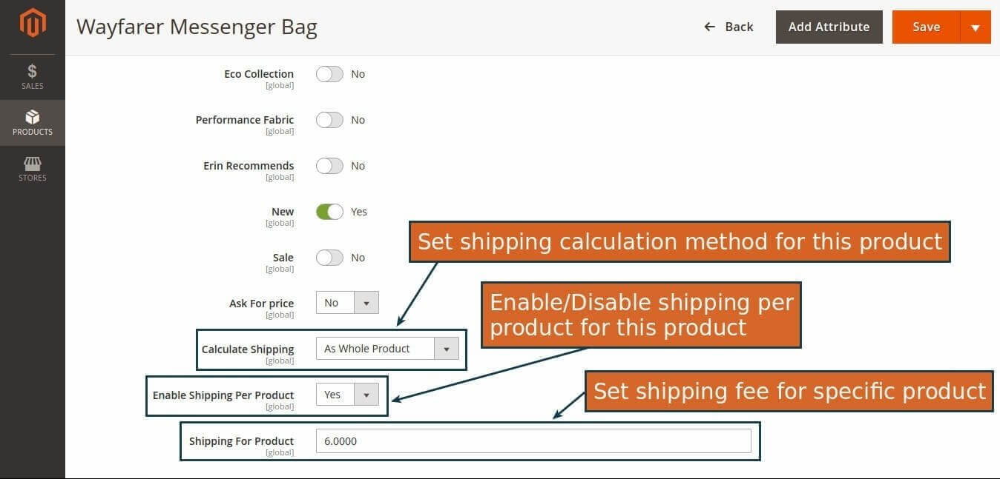 Wayfarer Messenger Bag
← Back
Add Attribute
Save
$
SALES
PRODUCTS
STORES
Eco Collection
[global]
No
Performance Fabric
[global]
No
Erin Recommends
[global]
No
New
[global]
Yes
Sale
[global]
No
Ask For price
[global]
No
Calculate Shipping
[global]
As Whole Product
Enable Shipping Per Product
[global]
Yes
Shipping For Product
[global]
6.0000
Set shipping calculation method for this product
Enable/Disable shipping per
product for this product
Set shipping fee for specific product